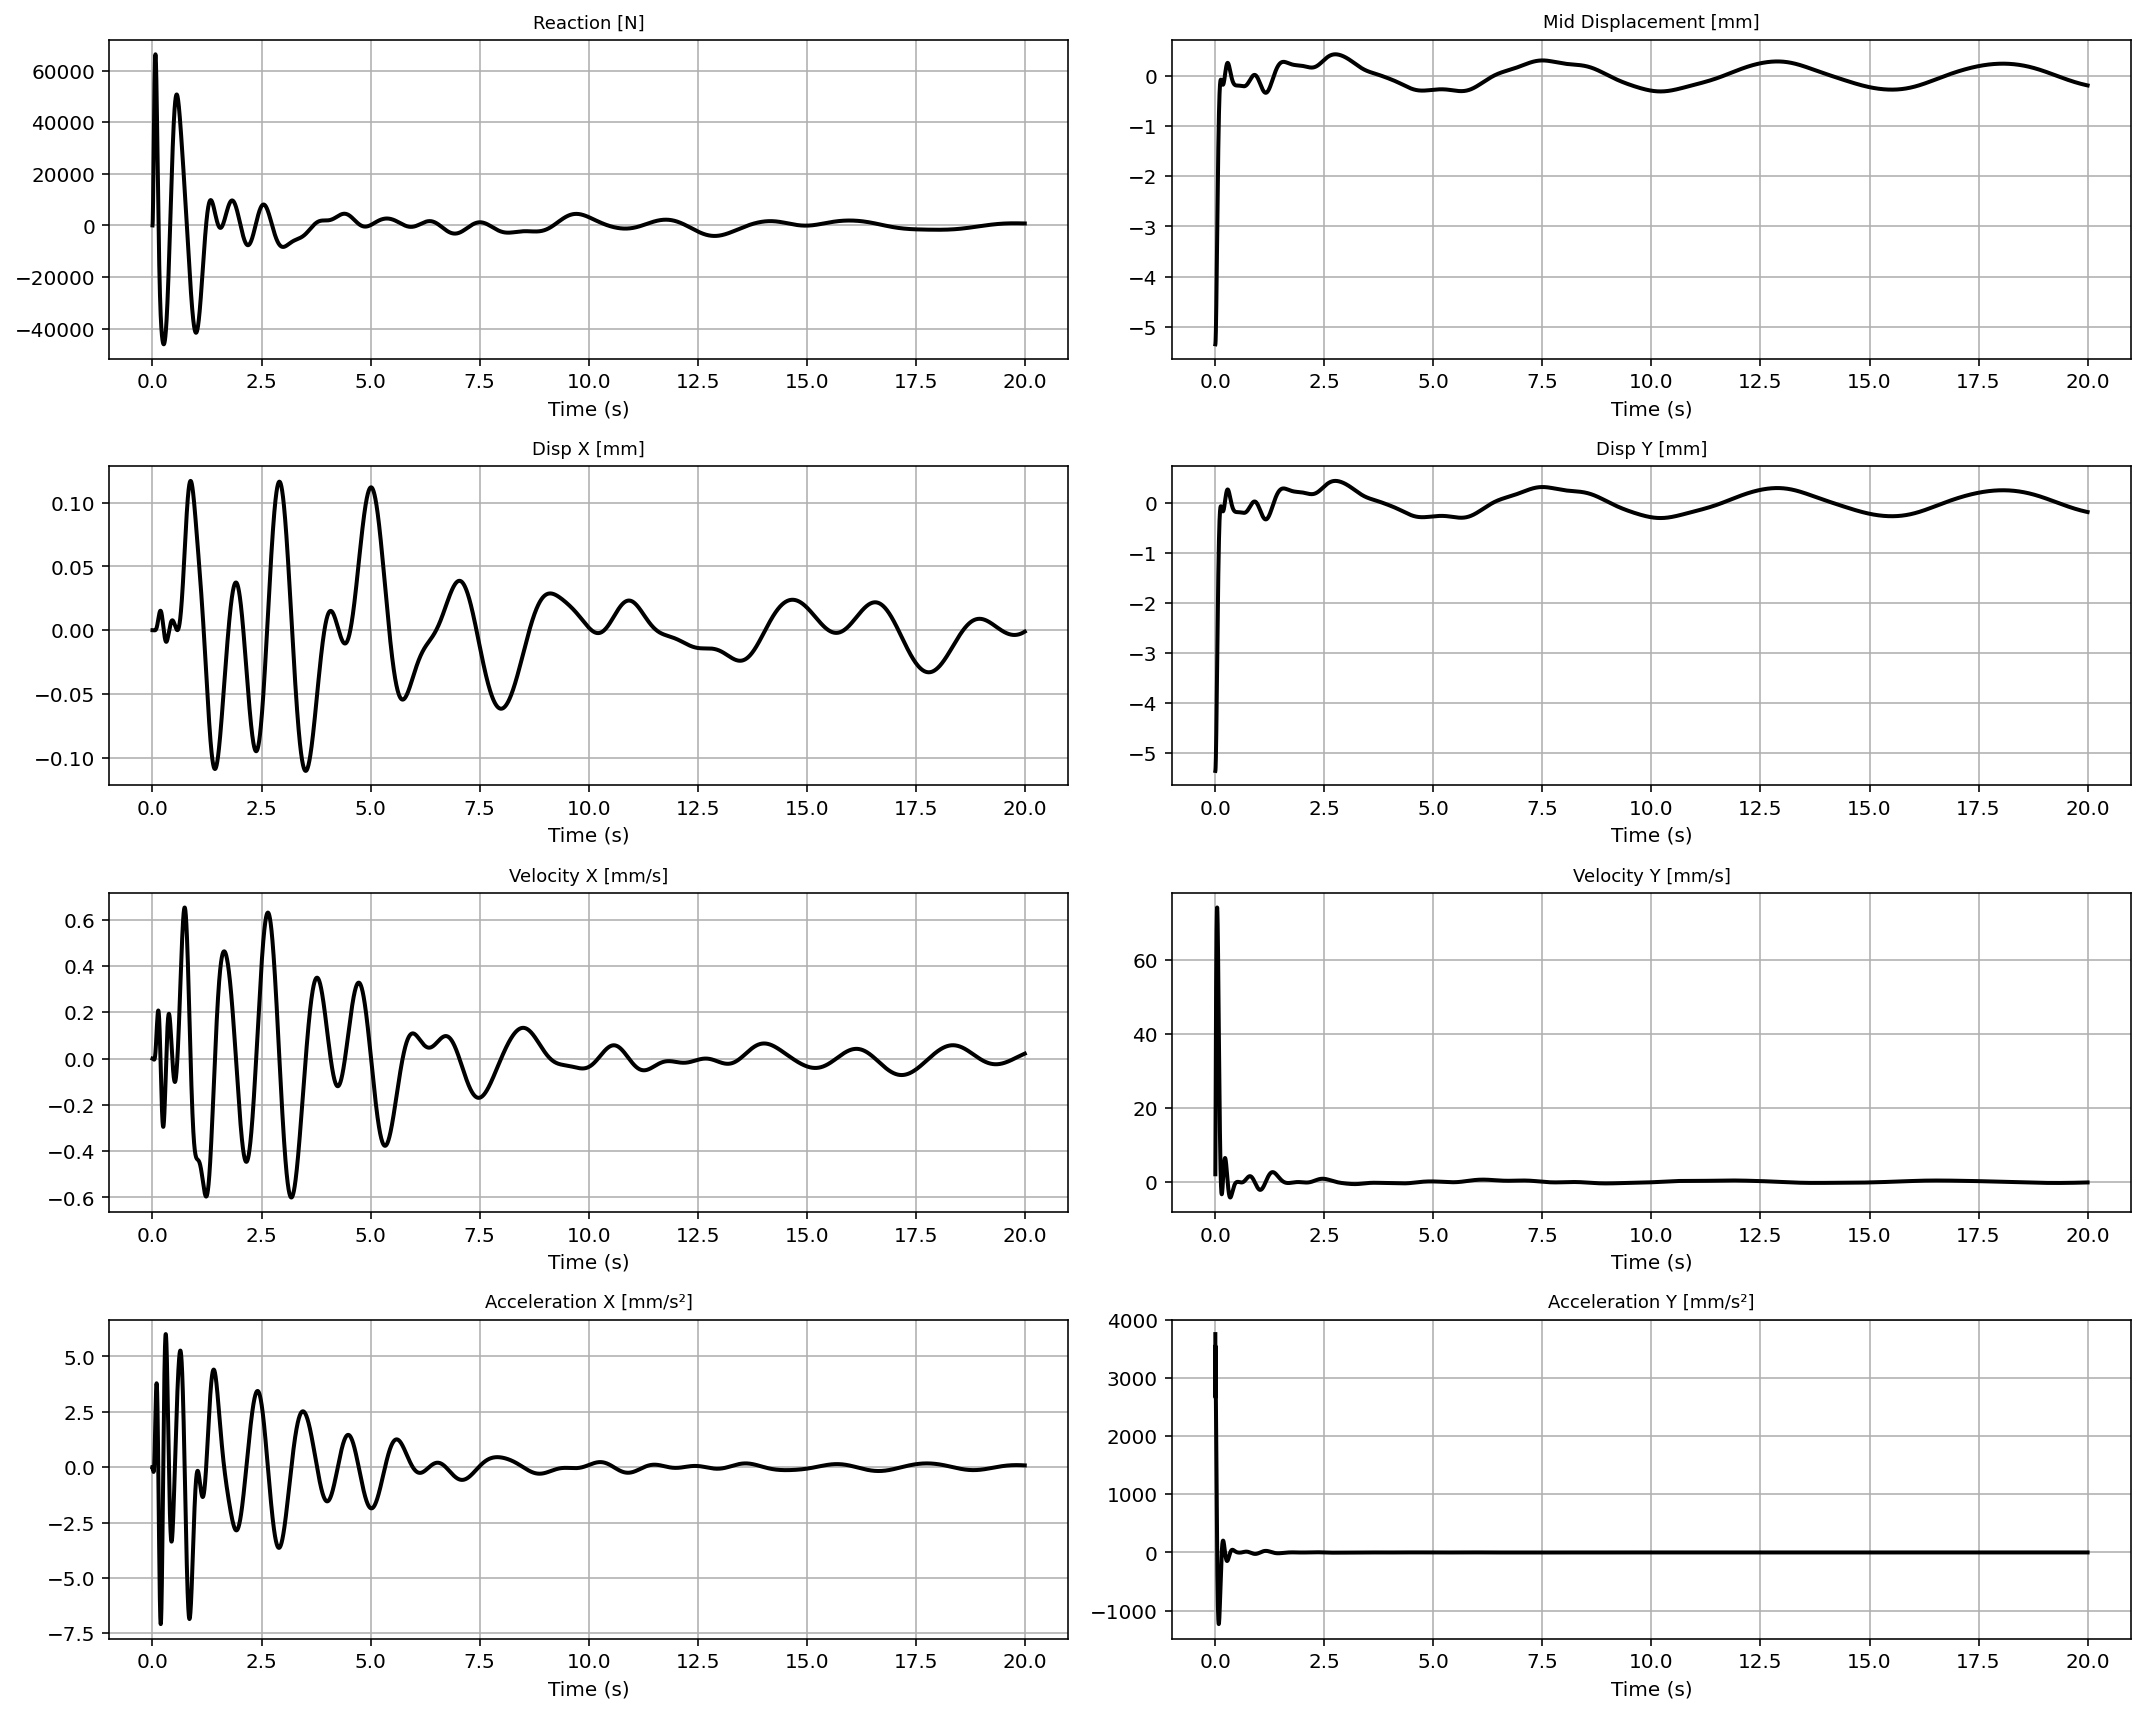 Reaction [N]
60000
40000
20000
0
−20000
−40000
0.0 2.5 5.0 7.5 10.0 12.5 15.0 17.5 20.0
Time (s)
Mid Displacement [mm]
0
−1
−2
−3
−4
−5
0.0 2.5 5.0 7.5 10.0 12.5 15.0 17.5 20.0
Time (s)
Disp X [mm]
0.10
0.05
0.00
−0.05
−0.10
0.0 2.5 5.0 7.5 10.0 12.5 15.0 17.5 20.0
Time (s)
Disp Y [mm]
0
−1
−2
−3
−4
−5
0.0 2.5 5.0 7.5 10.0 12.5 15.0 17.5 20.0
Time (s)
Velocity X [mm/s]
0.6
0.4
0.2
0.0
−0.2
−0.4
−0.6
0.0 2.5 5.0 7.5 10.0 12.5 15.0 17.5 20.0
Time (s)
Velocity Y [mm/s]
60
40
20
0
0.0 2.5 5.0 7.5 10.0 12.5 15.0 17.5 20.0
Time (s)
Acceleration X [mm/s²]
5.0
2.5
0.0
−2.5
−5.0
−7.5
0.0 2.5 5.0 7.5 10.0 12.5 15.0 17.5 20.0
Time (s)
Acceleration Y [mm/s²]
4000
3000
2000
1000
0
−1000
0.0 2.5 5.0 7.5 10.0 12.5 15.0 17.5 20.0
Time (s)